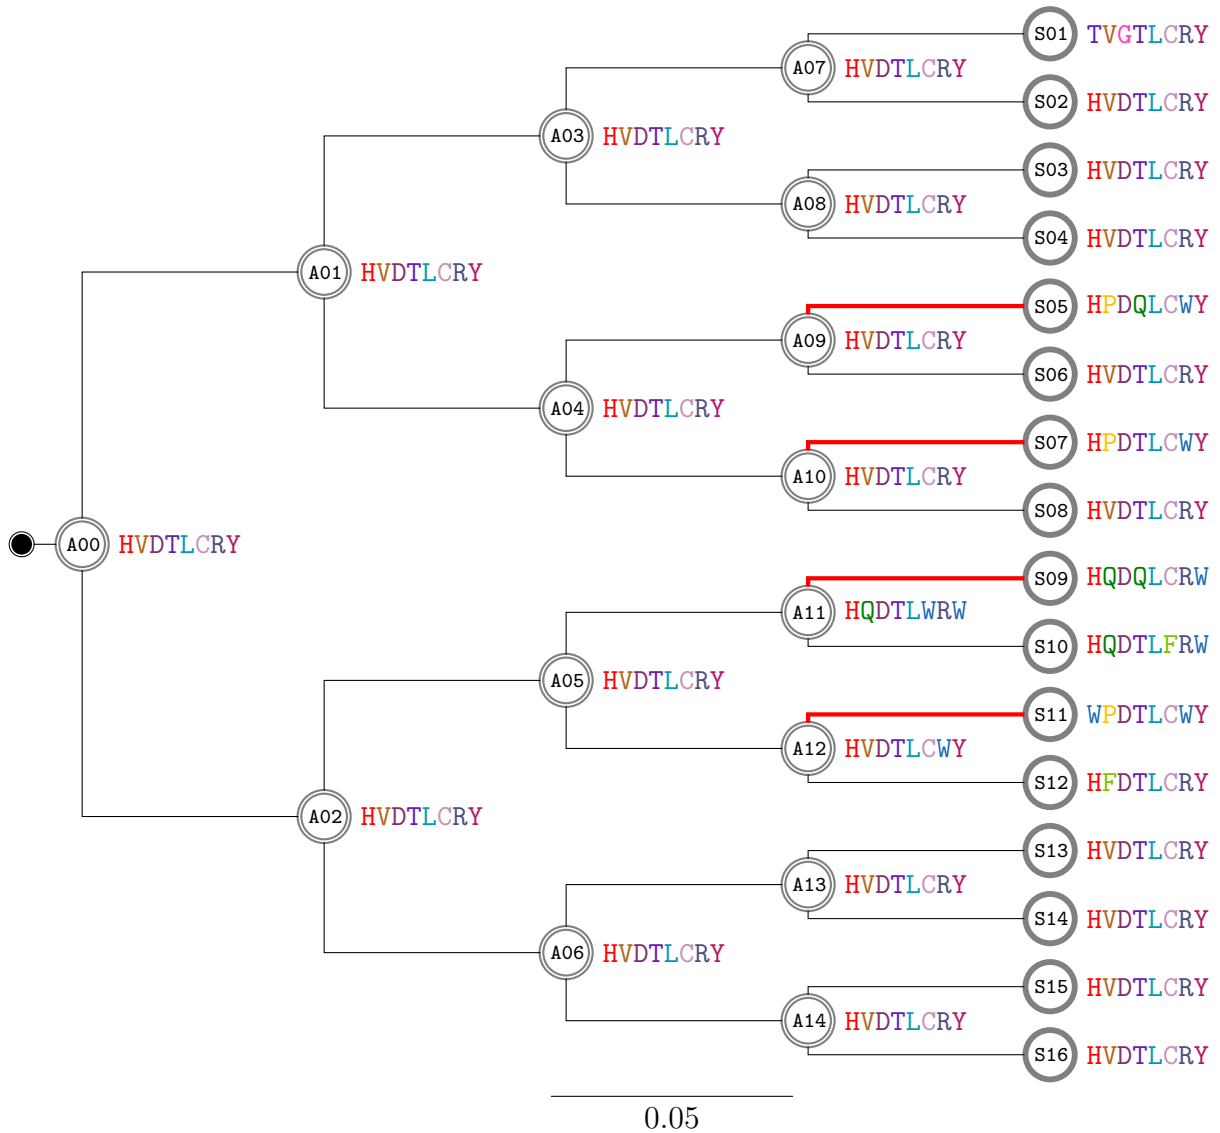 S01 TVGTLCRY
A07 HVDTLCRY
S02 HVDTLCRY
A03 HVDTLCRY
S03 HVDTLCRY
A08 HVDTLCRY
S04 HVDTLCRY
A01 HVDTLCRY
S05 HPDQLCWY
A09 HVDTLCRY
S06 HVDTLCRY
A04 HVDTLCRY
S07 HPDTLCWY
A10 HVDTLCRY
S08 HVDTLCRY
A00 HVDTLCRY
S09 HQDQLCRW
A11 HQDTLWRW
S10 HQDTLFRW
A05 HVDTLCRY
S11 WPDTLCWY
A12 HVDTLCWY
S12 HFDTLCRY
A02 HVDTLCRY
S13 HVDTLCRY
A13 HVDTLCRY
S14 HVDTLCRY
A06 HVDTLCRY
S15 HVDTLCRY
A14 HVDTLCRY
S16 HVDTLCRY
0.05